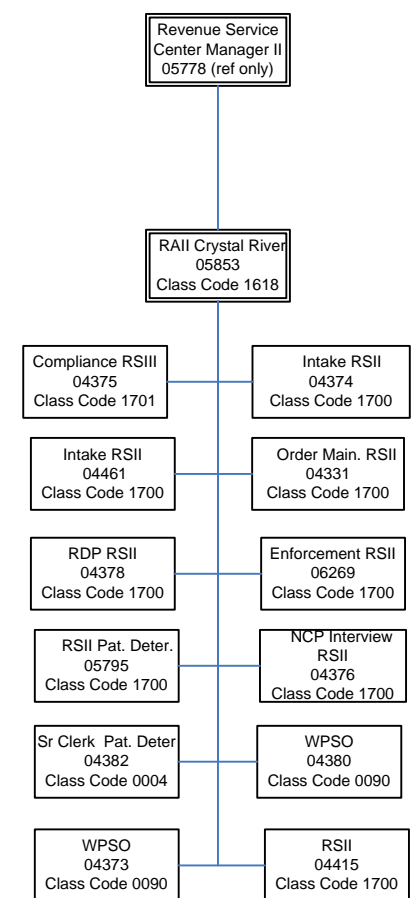 Revenue Service
Center Manager II
05778 (ref only)
RAII Crystal River
05853
Class Code 1618
Compliance RSIII
04375
Class Code 1701
Intake RSII
04374
Class Code 1700
Intake RSII
04461
Class Code 1700
Order Main. RSII
04331
Class Code 1700
RDP RSII
04378
Class Code 1700
Enforcement RSII
06269
Class Code 1700
RSII Pat. Deter.
05795
Class Code 1700
NCP Interview
RSII
04376
Class Code 1700
Sr Clerk Pat. Deter
04382
Class Code 0004
WPSO
04380
Class Code 0090
WPSO
04373
Class Code 0090
RSII
04415
Class Code 1700